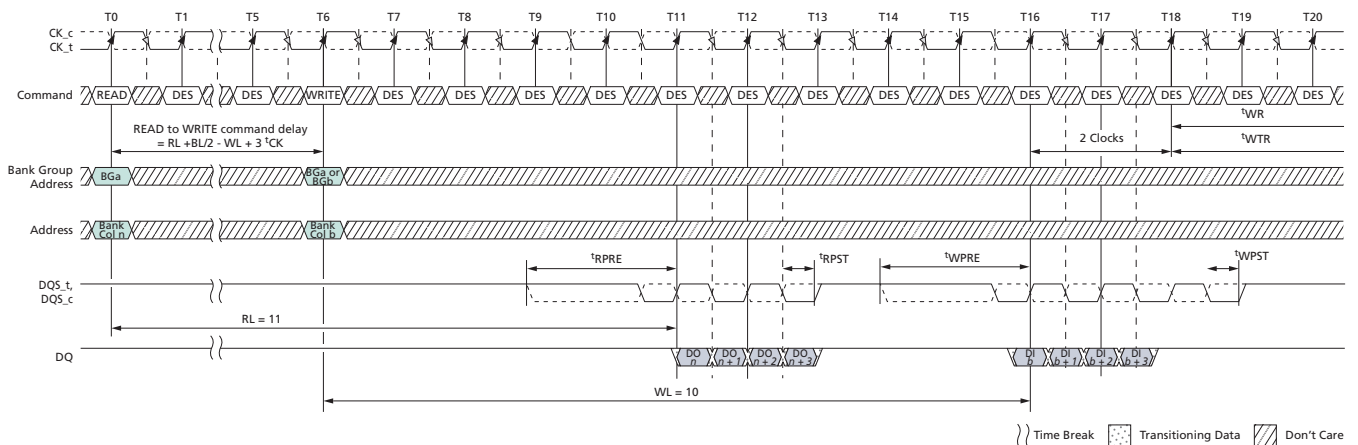 T0 T1 T5 T6 T7 T8 T9 T10 T11 T12 T13 T14 T15 T16 T17 T18 T19 T20
CK_c
CK_t
Command READ DES DES WRITE DES DES DES DES DES DES DES DES DES DES DES DES DES DES
READ to WRITE command delay
= RL +BL/2 - WL + 3 tCK
2 Clocks
tWR
tWTR
Bank Group
Address
BGa
BGa or
BGb
Address
Bank
Col n
Bank
Col b
tRPRE tRPST tWPRE tWPST
DQS_t,
DQS_c
RL = 11
DQ
DO
n
DO
n + 1
DO
n + 2
DO
n + 3
DI
b
DI
b + 1
DI
b + 2
DI
b + 3
WL = 10
Time Break Transitioning Data Don't Care